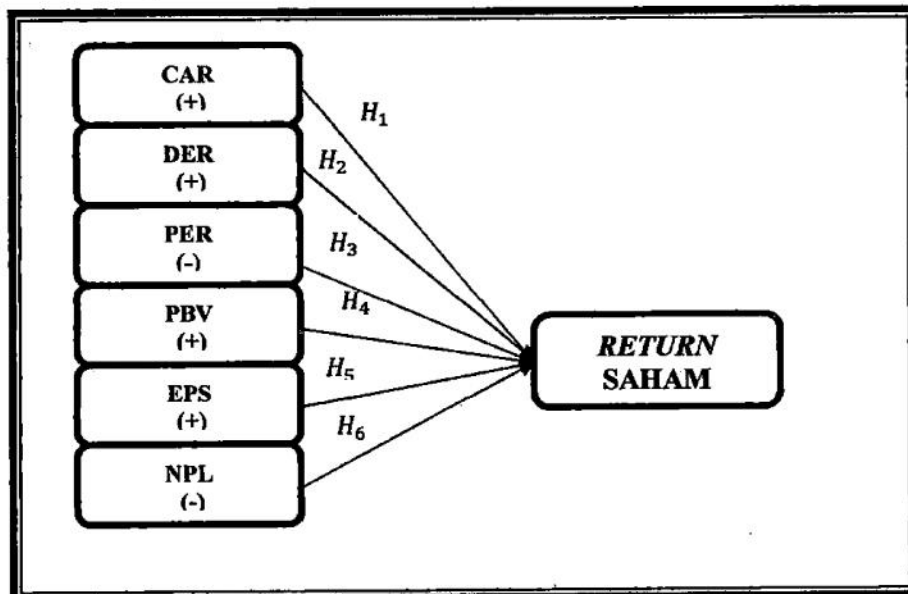 CAR
(+)
H₁
DER
(+)
H₂
PER
(-)
H₃
PBV
(+)
H₄
EPS
(+)
H₅
NPL
(-)
H₆
RETURN
SAHAM